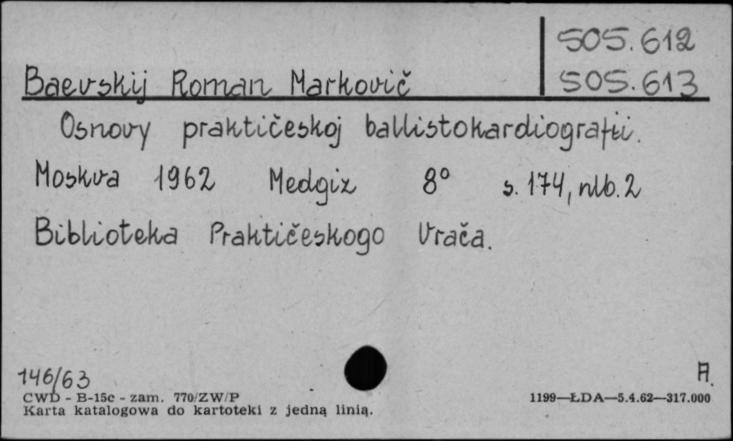 505.612
505.613
Baevskij Roman Markovič
Osnovy praktičeskoj ballistokardiografii.
Moskva 1962 Medgiz 8° s. 174, nlb. 2
Biblioteka Praktičeskogo Vrača.
146/63
A.
CWD - B-15c - zam. 770/ZW/P
1199—ŁDA—5.4.62—317.000
Karta katalogowa do kartoteki z jedną linią.